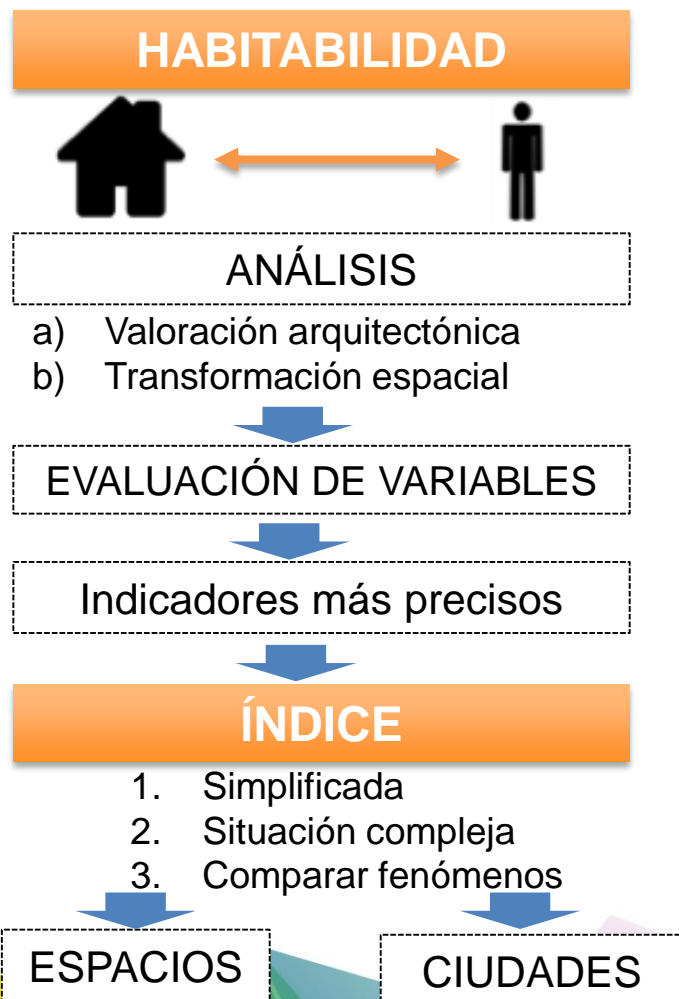 HABITABILIDAD
ANÁLISIS
a) Valoración arquitectónica
b) Transformación espacial
EVALUACIÓN DE VARIABLES
Indicadores más precisos
ÍNDICE
1. Simplificada
2. Situación compleja
3. Comparar fenómenos
ESPACIOS
CIUDADES